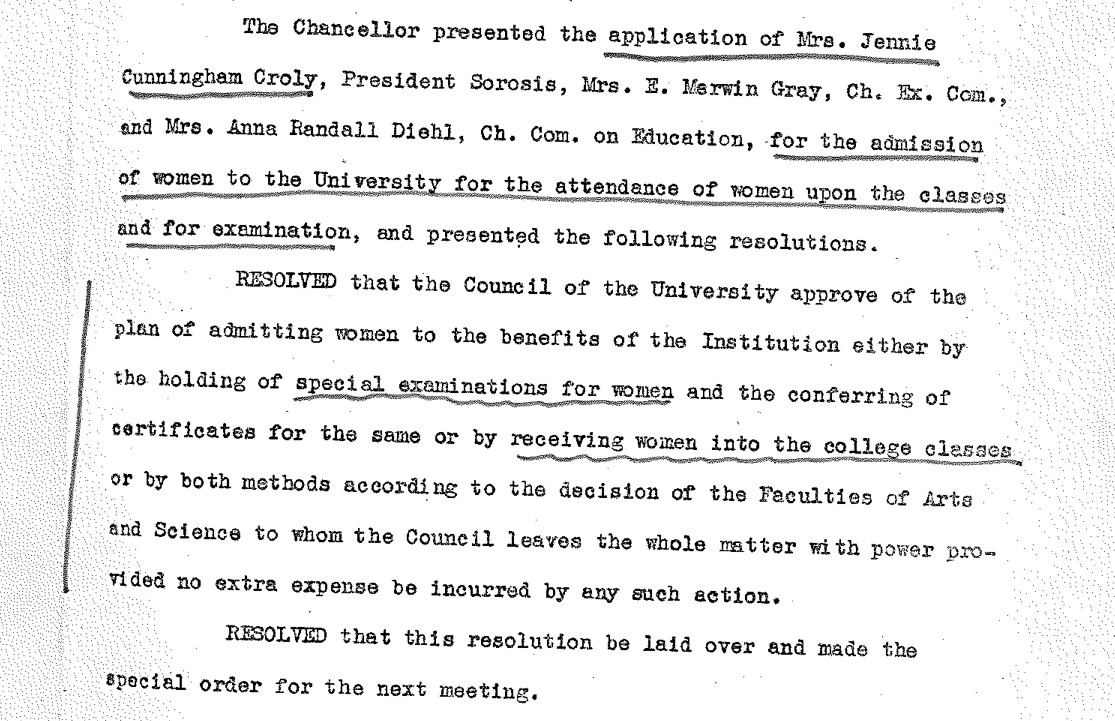 The Chancellor presented the application of Mrs. Jennie
Cunningham Croly, President Sorosis, Mrs. E. Merwin Gray, Ch. Ex. Com.,
and Mrs. Anna Randall Diehl, Ch. Com. on Education, for the admission
of women to the University for the attendance of women upon the classes
and for examination, and presented the following resolutions.
RESOLVED that the Council of the University approve of the
plan of admitting women to the benefits of the Institution either by
the holding of special examinations for women and the conferring of
certificates for the same or by receiving women into the college classes
or by both methods according to the decision of the Faculties of Arts
and Science to whom the Council leaves the whole matter with power pro-
vided no extra expense be incurred by any such action.
RESOLVED that this resolution be laid over and made the
special order for the next meeting.